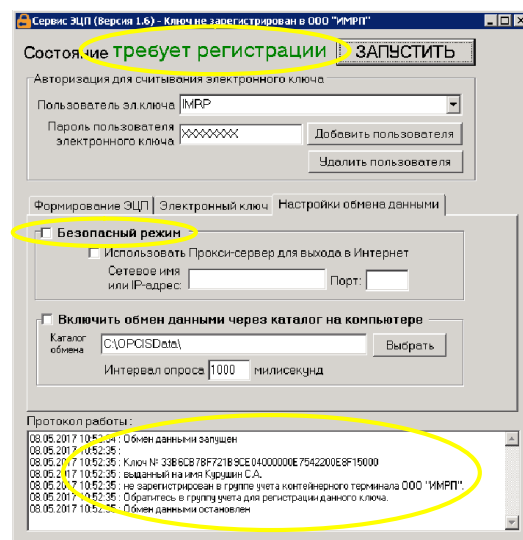 Сервис ЭЦП (Версия 1.6) - Ключ не зарегистрирован в ООО "ИМРП"
Состояние требует регистрации ЗАПУСТИТЬ
Авторизация для считывания электронного ключа
Пользователь эл.ключа IMRP
Пароль пользователя электронного ключа XXXXXXXX
Добавить пользователя
Удалить пользователя
Формирование ЭЦП Электронный ключ Настройки обмена данными
Безопасный режим
Использовать Прокси-сервер для выхода в Интернет
Сетевое имя
или IP-адрес: Порт:
Включить обмен данными через каталог на компьютере
Каталог
обмена C:\OPCISData\ Выбрать
Интервал опроса 1000 милисекунд
Протокол работы:
08.05.2017 10:52:34 : Обмен данными запущен
08.05.2017 10:52:35 :
08.05.2017 10:52:35 : Ключ № 33B6CB7BF721B9CE04000000E7542200E8F15000
08.05.2017 10:52:35 : выданный на имя Курушин С.А.
08.05.2017 10:52:35 : не зарегистрирован в группе учета контейнерного терминала ООО "ИМРП".
08.05.2017 10:52:35 : Обратитесь в группу учета для регистрации данного ключа.
08.05.2017 10:52:35 : Обмен данными остановлен